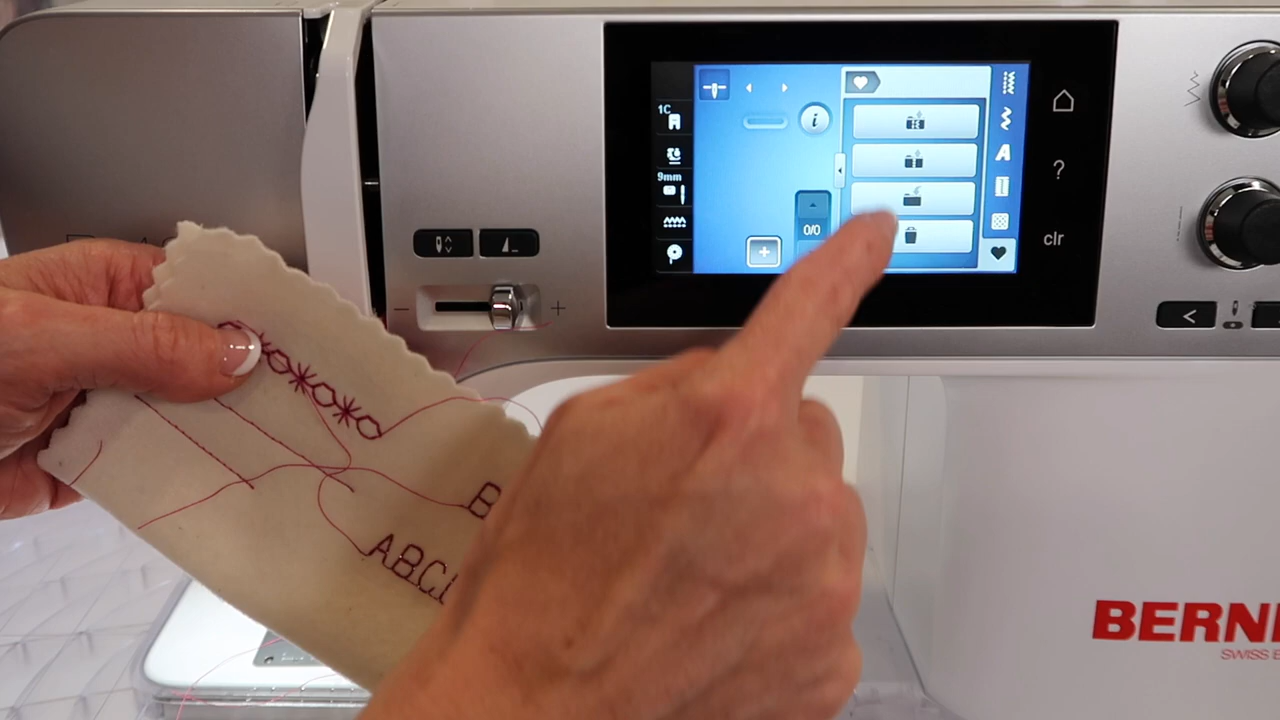 1C
i
9mm
A
0/0
+
?
clr
− +
<
B
ABC
BERN
SWISS E